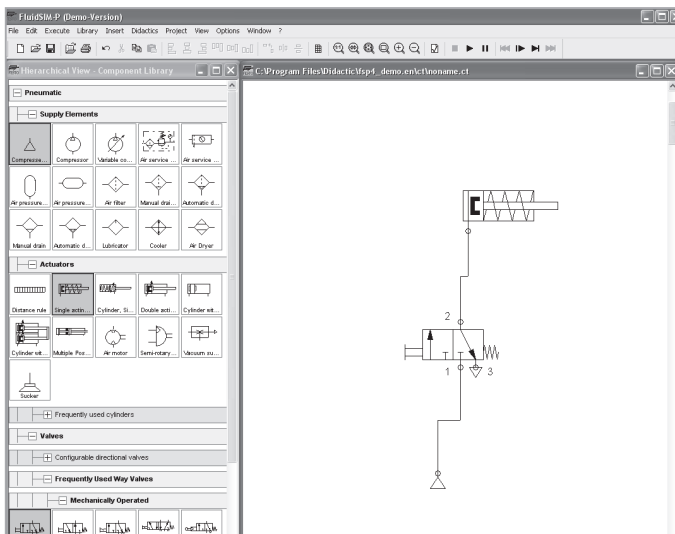 FluidSIM-P (Demo-Version)
File Edit Execute Library Insert Didactics Project View Options Window ?
Hierarchical View - Component Library
C:\Program Files\Didactic\fsp4_demo.en\ct\noname.ct
Pneumatic
Supply Elements
Compresse... Compressor Variable co... Air service ... Air service ...
Air pressure... Air pressure... Air filter Manual drai... Automatic d...
Manual drain Automatic d... Lubricator Cooler Air Dryer
Actuators
Distance rule Single actin... Cylinder, Si... Double acti... Cylinder wit...
Cylinder wit... Multiple Pos... Air motor Semi-rotary... Vacuum su...
Sucker
Frequently used cylinders
Valves
Configurable directional valves
Frequently Used Way Valves
Mechanically Operated
2
1 3